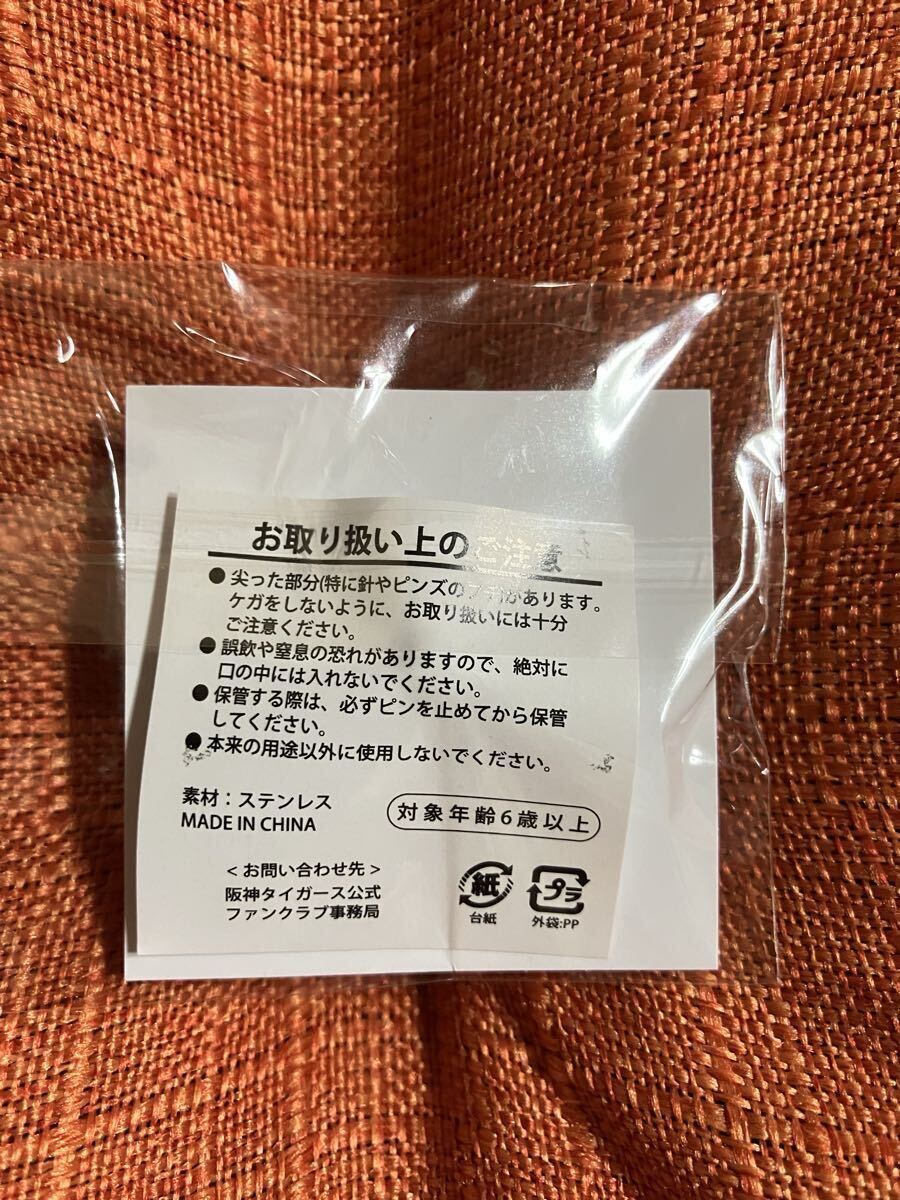 お取り扱い上のご注意
● 尖った部分(特に針やピンズの があります。
ケガをしないように、お取り扱いには十分
ご注意ください。
● 誤飲や窒息の恐れがありますので、絶対に
口の中には入れないでください。
● 保管する際は、必ずピンを止めてから保管
してください。
● 本来の用途以外に使用しないでください。
素材：ステンレス
MADE IN CHINA
対象年齢6歳以上
＜お問い合わせ先＞
阪神タイガース公式
ファンクラブ事務局
紙
台紙
プラ
外袋:PP